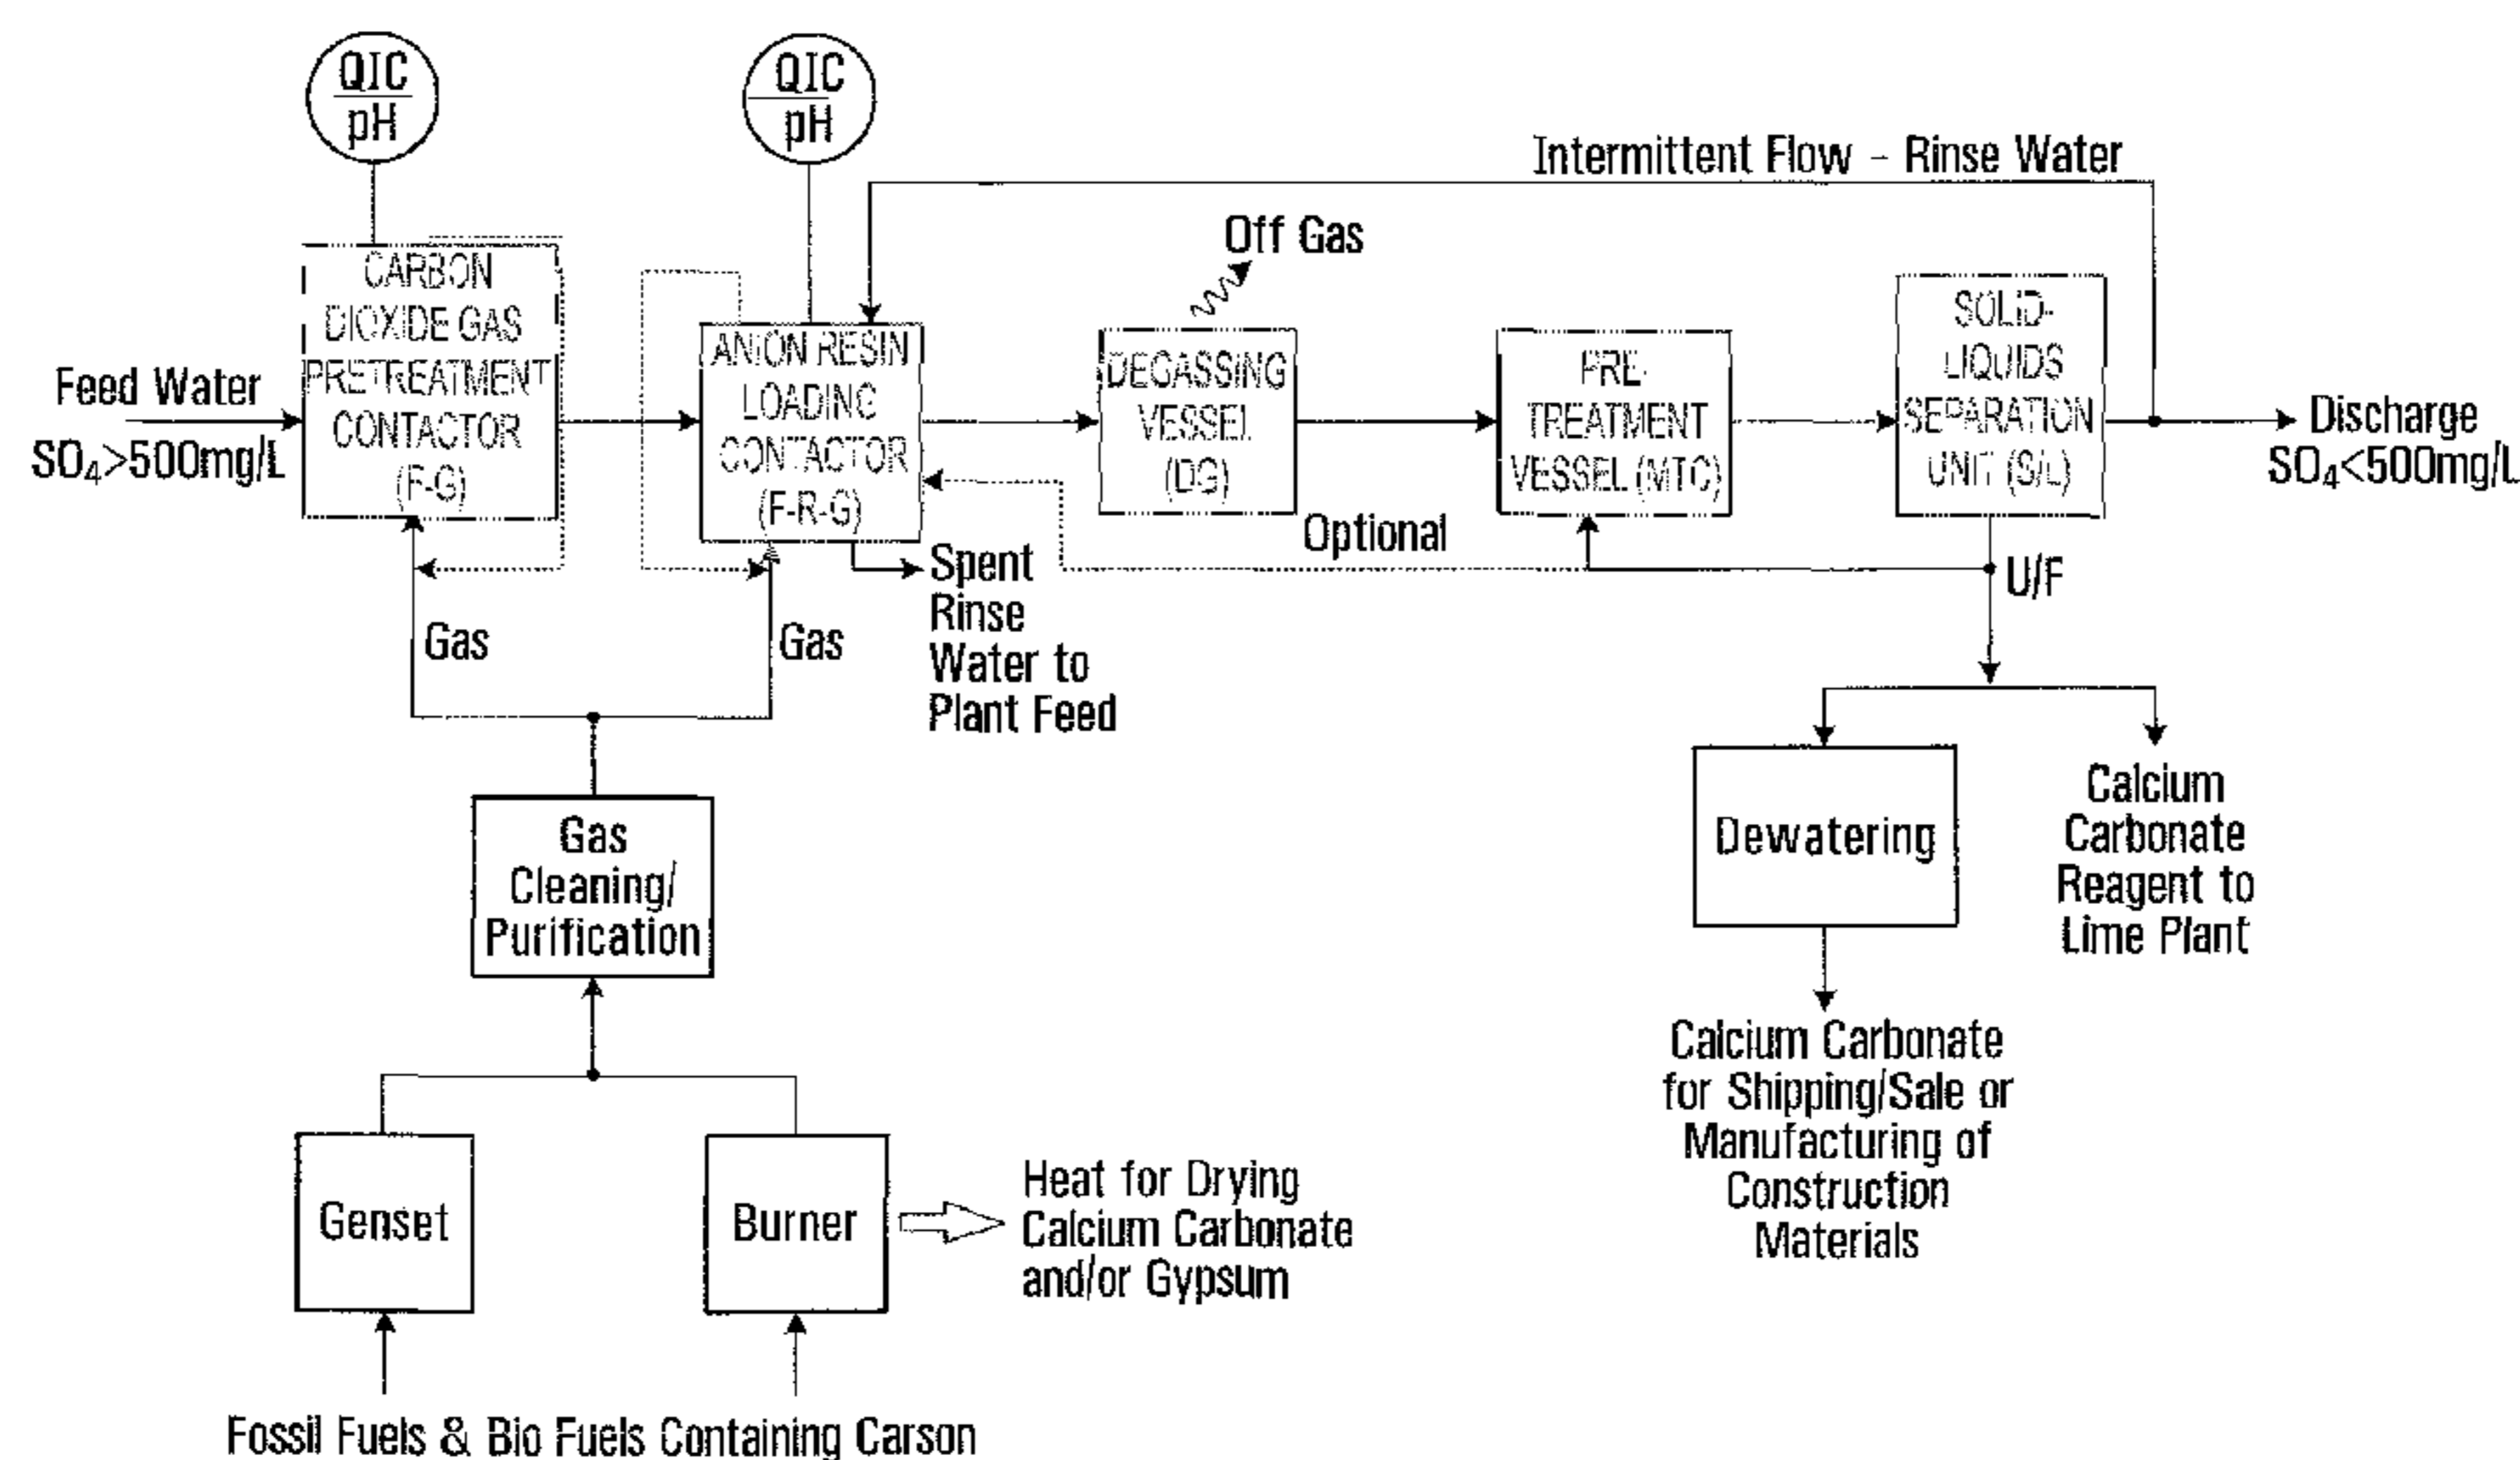 QIC
pH
QIC
pH
Intermittent Flow - Rinse Water
Off Gas
Feed Water
SO₄>500mg/L
CARBON
DIOXIDE GAS
PRETREATMENT
CONTACTOR
(F-G)
ANION RESIN
LOADING
CONTACTOR
(F-R-G)
DEGASSING
VESSEL
(DG)
PRE-
TREATMENT
VESSEL (MTC)
SOLID-
LIQUIDS
SEPARATION
UNIT (S/L)
Discharge
SO₄<500mg/L
Optional
U/F
Gas
Gas
Spent
Rinse
Water to
Plant Feed
Gas
Cleaning/
Purification
Dewatering
Calcium
Carbonate
Reagent to
Lime Plant
Calcium Carbonate
for Shipping/Sale or
Manufacturing of
Construction
Materials
Genset
Burner
Heat for Drying
Calcium Carbonate
and/or Gypsum
Fossil Fuels & Bio Fuels Containing Carson